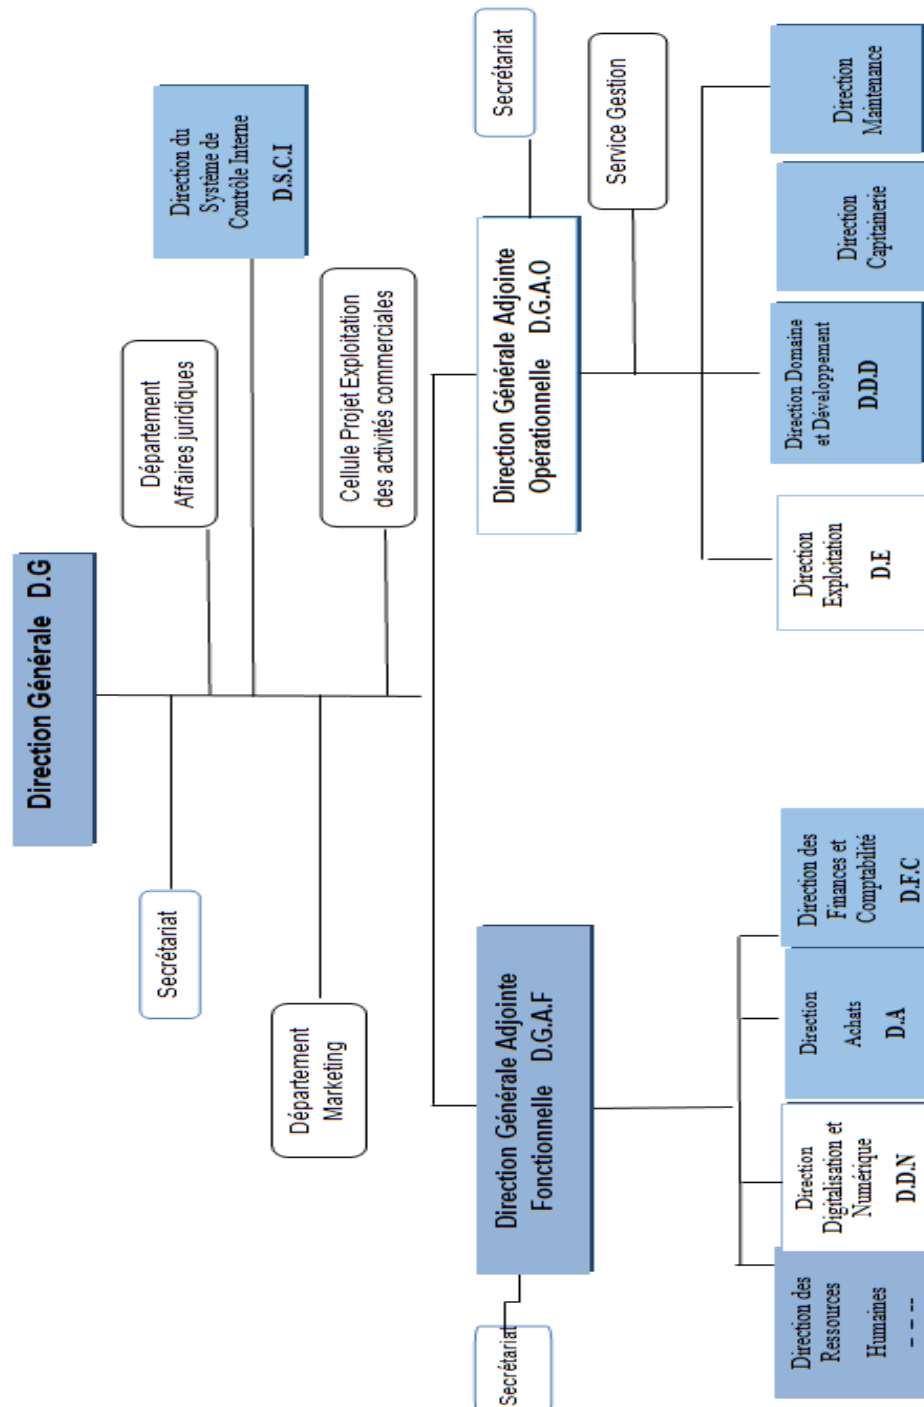 Direction Générale D.G
Secrétariat
Département
Affaires juridiques
Direction du
Système de
Contrôle Interne
D.S.C.I
Département
Marketing
Cellule Projet Exploitation
des activités commerciales
Secrétariat
Direction Générale Adjointe
Fonctionnelle D.G.A.F
Direction Générale Adjointe
Opérationnelle D.G.A.O
Secrétariat
Service Gestion
Direction des
Ressources
Humaines
Direction
Digitalisation et
Numérique
D.D.N
Direction
Achats
D.A
Direction des
Finances et
Comptabilité
D.F.C
Direction
Exploitation
D.E
Direction Domaine
et Développement
D.D.D
Direction
Capitainerie
Direction
Maintenance